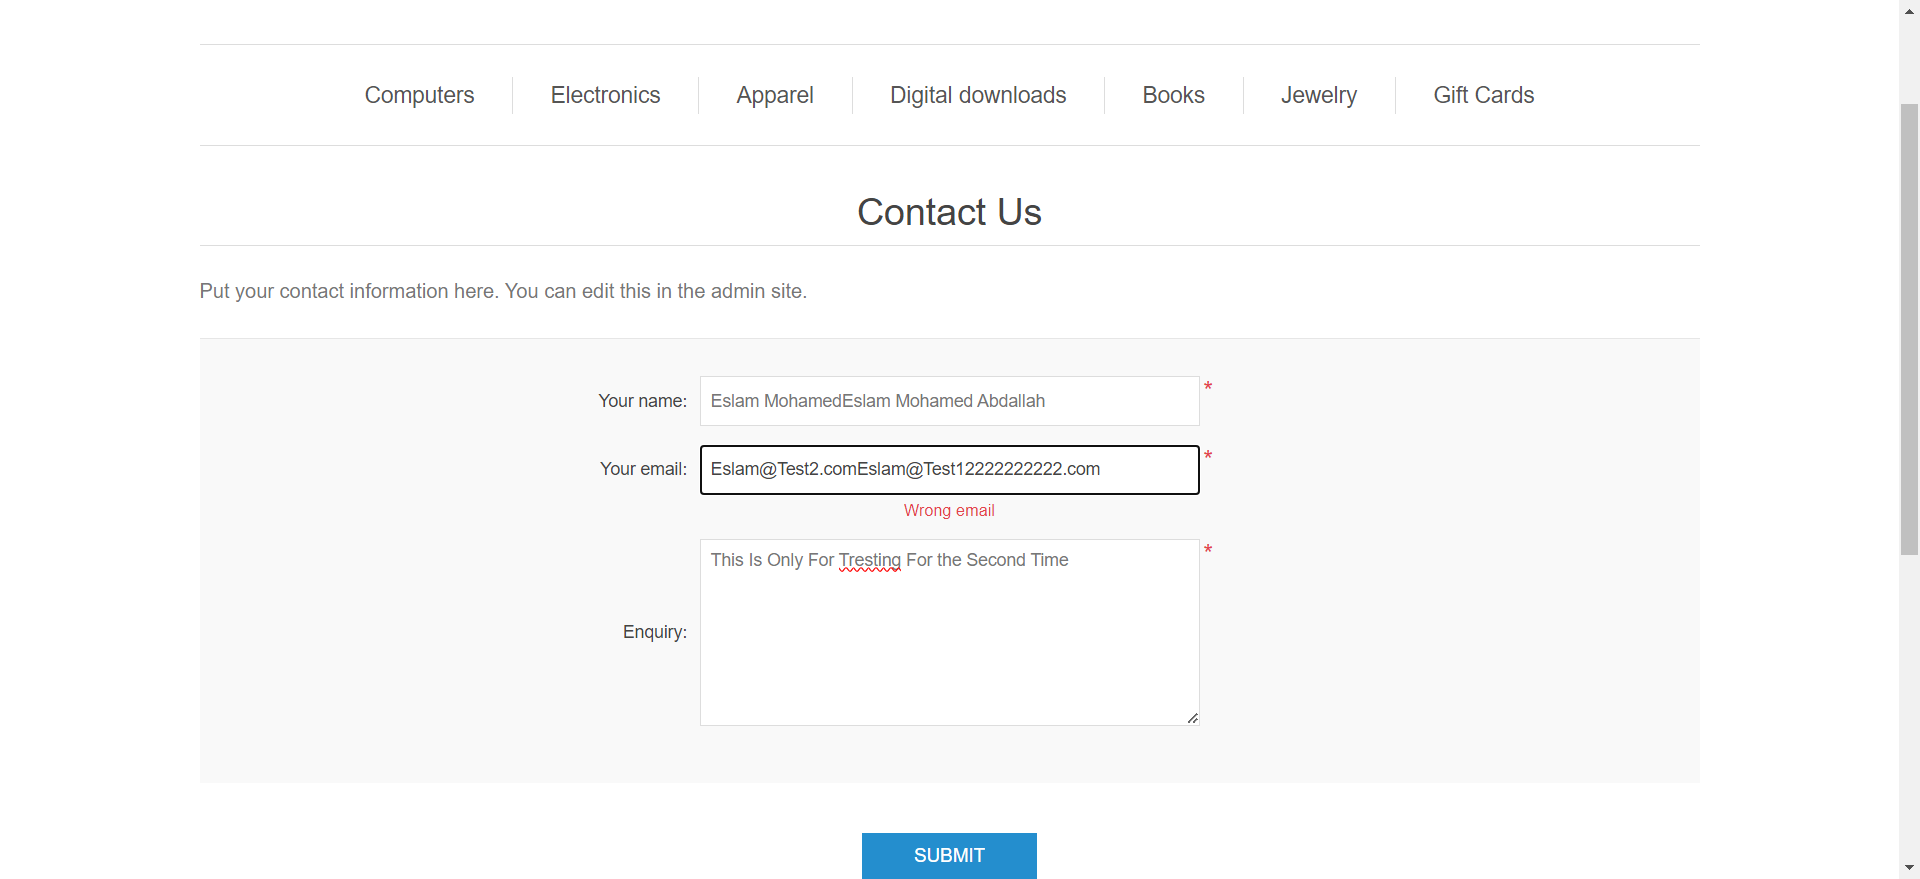 Computers Electronics Apparel Digital downloads Books Jewelry Gift Cards
Contact Us
Put your contact information here. You can edit this in the admin site.
Your name: Eslam MohamedEslam Mohamed Abdallah *
Your email: Eslam@Test2.comEslam@Test12222222222.com *
Wrong email
This Is Only For Tresting For the Second Time *
Enquiry:
SUBMIT